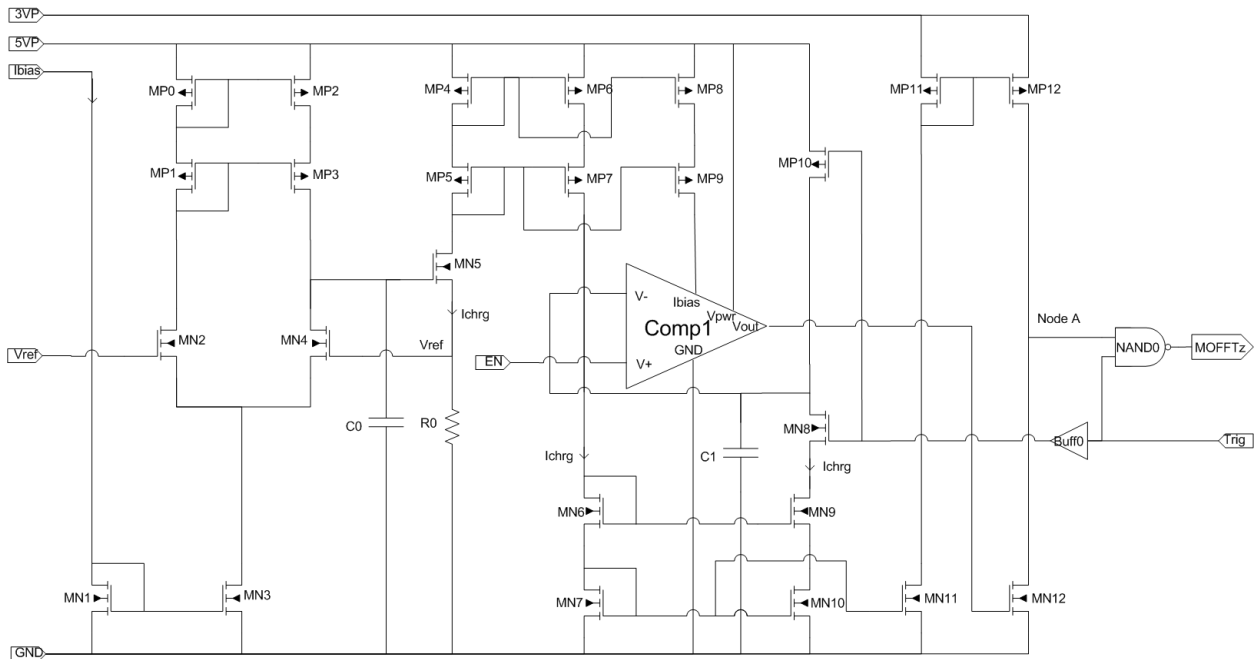 3VP
5VP
Ibias
MP0
MP2
MP4
MP6
MP8
MP11
MP12
MP10
MP1
MP3
MP5
MP7
MP9
MN5
Ichrg
V-
Ibias
Vpwr
Vout
Comp1
GND
V+
Node A
MN2
MN4
Vref
Vref
EN
NAND0
MOFFTz
C0
R0
MN8
Buff0
Trig
C1
Ichrg
Ichrg
MN6
MN9
MN1
MN3
MN7
MN10
MN11
MN12
GND